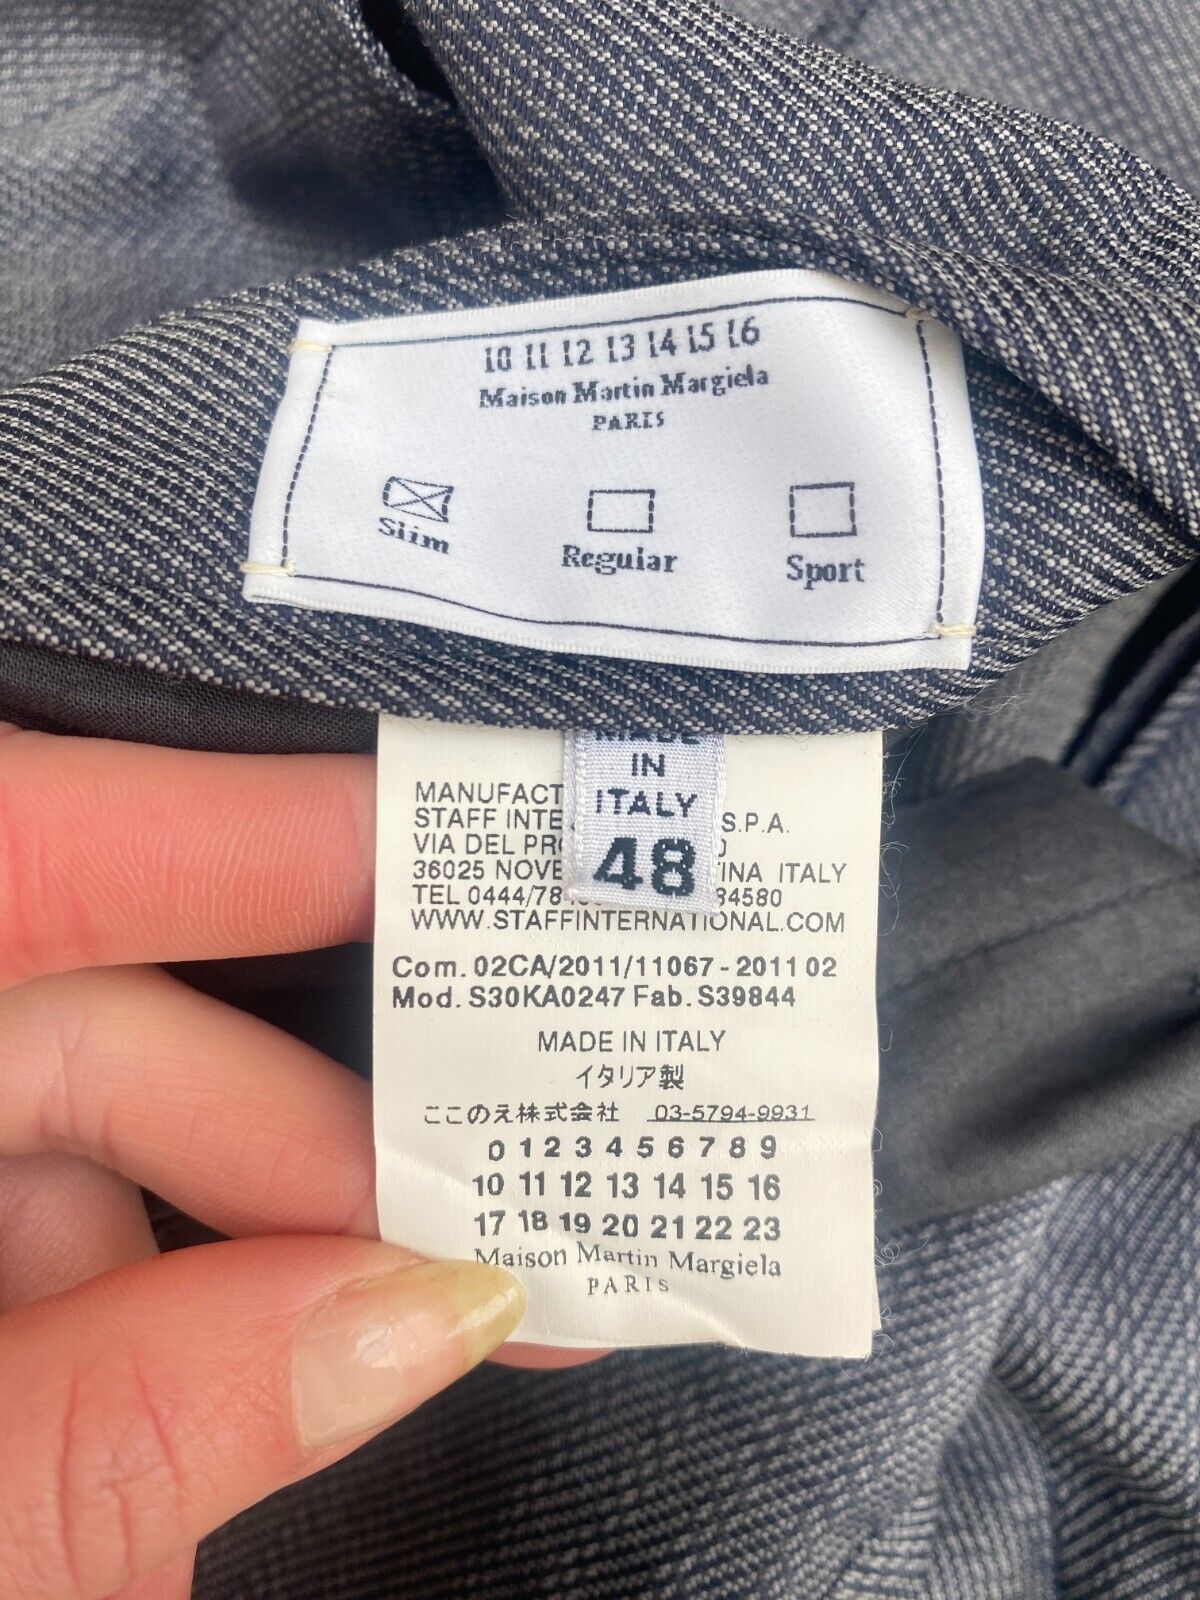 10 11 12 13 14 15 16
Maison Martin Margiela
PARIS
Slim
Regular
Sport
MADE
IN
ITALY
48
MANUFACT
STAFF INTE S.P.A.
VIA DEL PR
36025 NOVE TINA ITALY
TEL 0444/78 84580
WWW.STAFFINTERNATIONAL.COM
Com. 02CA/2011/11067 - 2011 02
Mod. S30KA0247 Fab. S39844
MADE IN ITALY
イタリア製
ここのえ株式会社 03-5794-9931
0 1 2 3 4 5 6 7 8 9
10 11 12 13 14 15 16
17 18 19 20 21 22 23
Maison Martin Margiela
PARIS